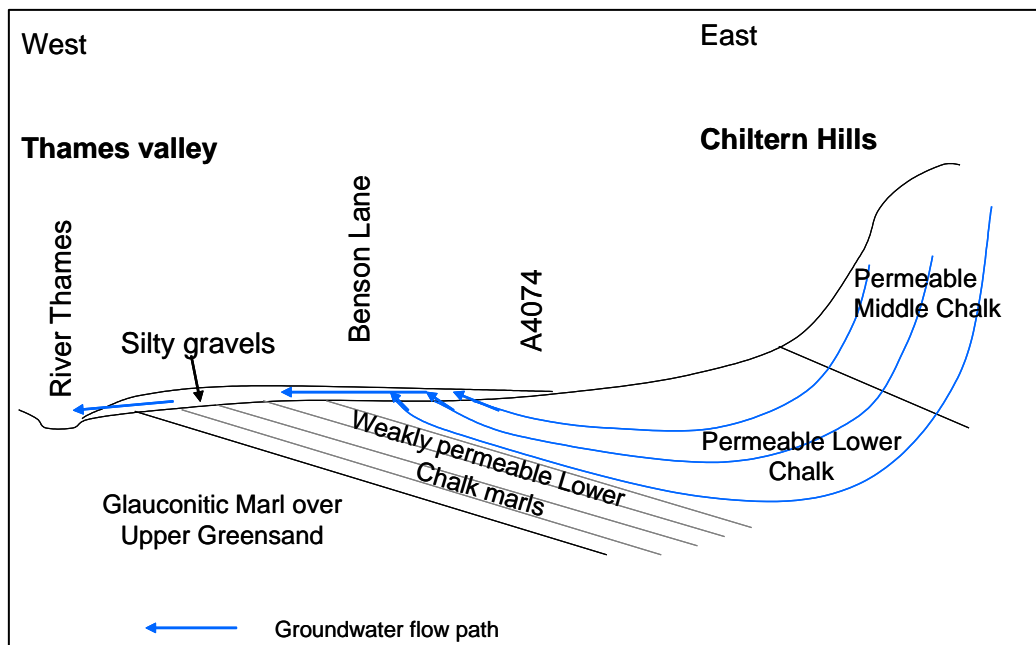 West
East
Thames valley
Chiltern Hills
River Thames
Benson Lane
A4074
Silty gravels
Permeable
Middle Chalk
Weakly permeable Lower
Chalk marls
Permeable Lower
Chalk
Glauconitic Marl over
Upper Greensand
Groundwater flow path